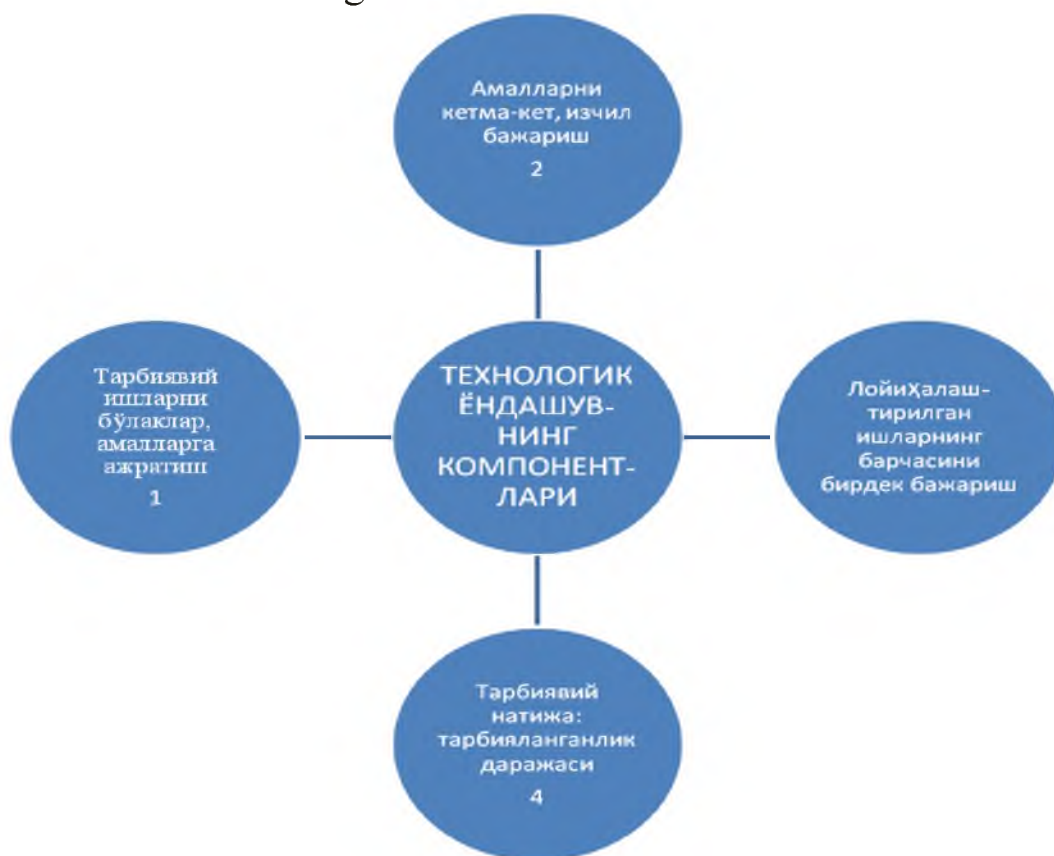 g
Амалларни
кетма-кет, изчил
бажариш
2
Тарбиявий
ишларни
бўлаклар,
амалларга
ажратиш
1
ТЕХНОЛОГИК
ЁНДАШУВ-
НИНГ
КОМПОНЕНТ-
ЛАРИ
Лойиҳалаш-
тирилган
ишларнинг
барчасини
бирдек бажариш
Тарбиявий
натижа:
тарбияланганлик
даражаси
4